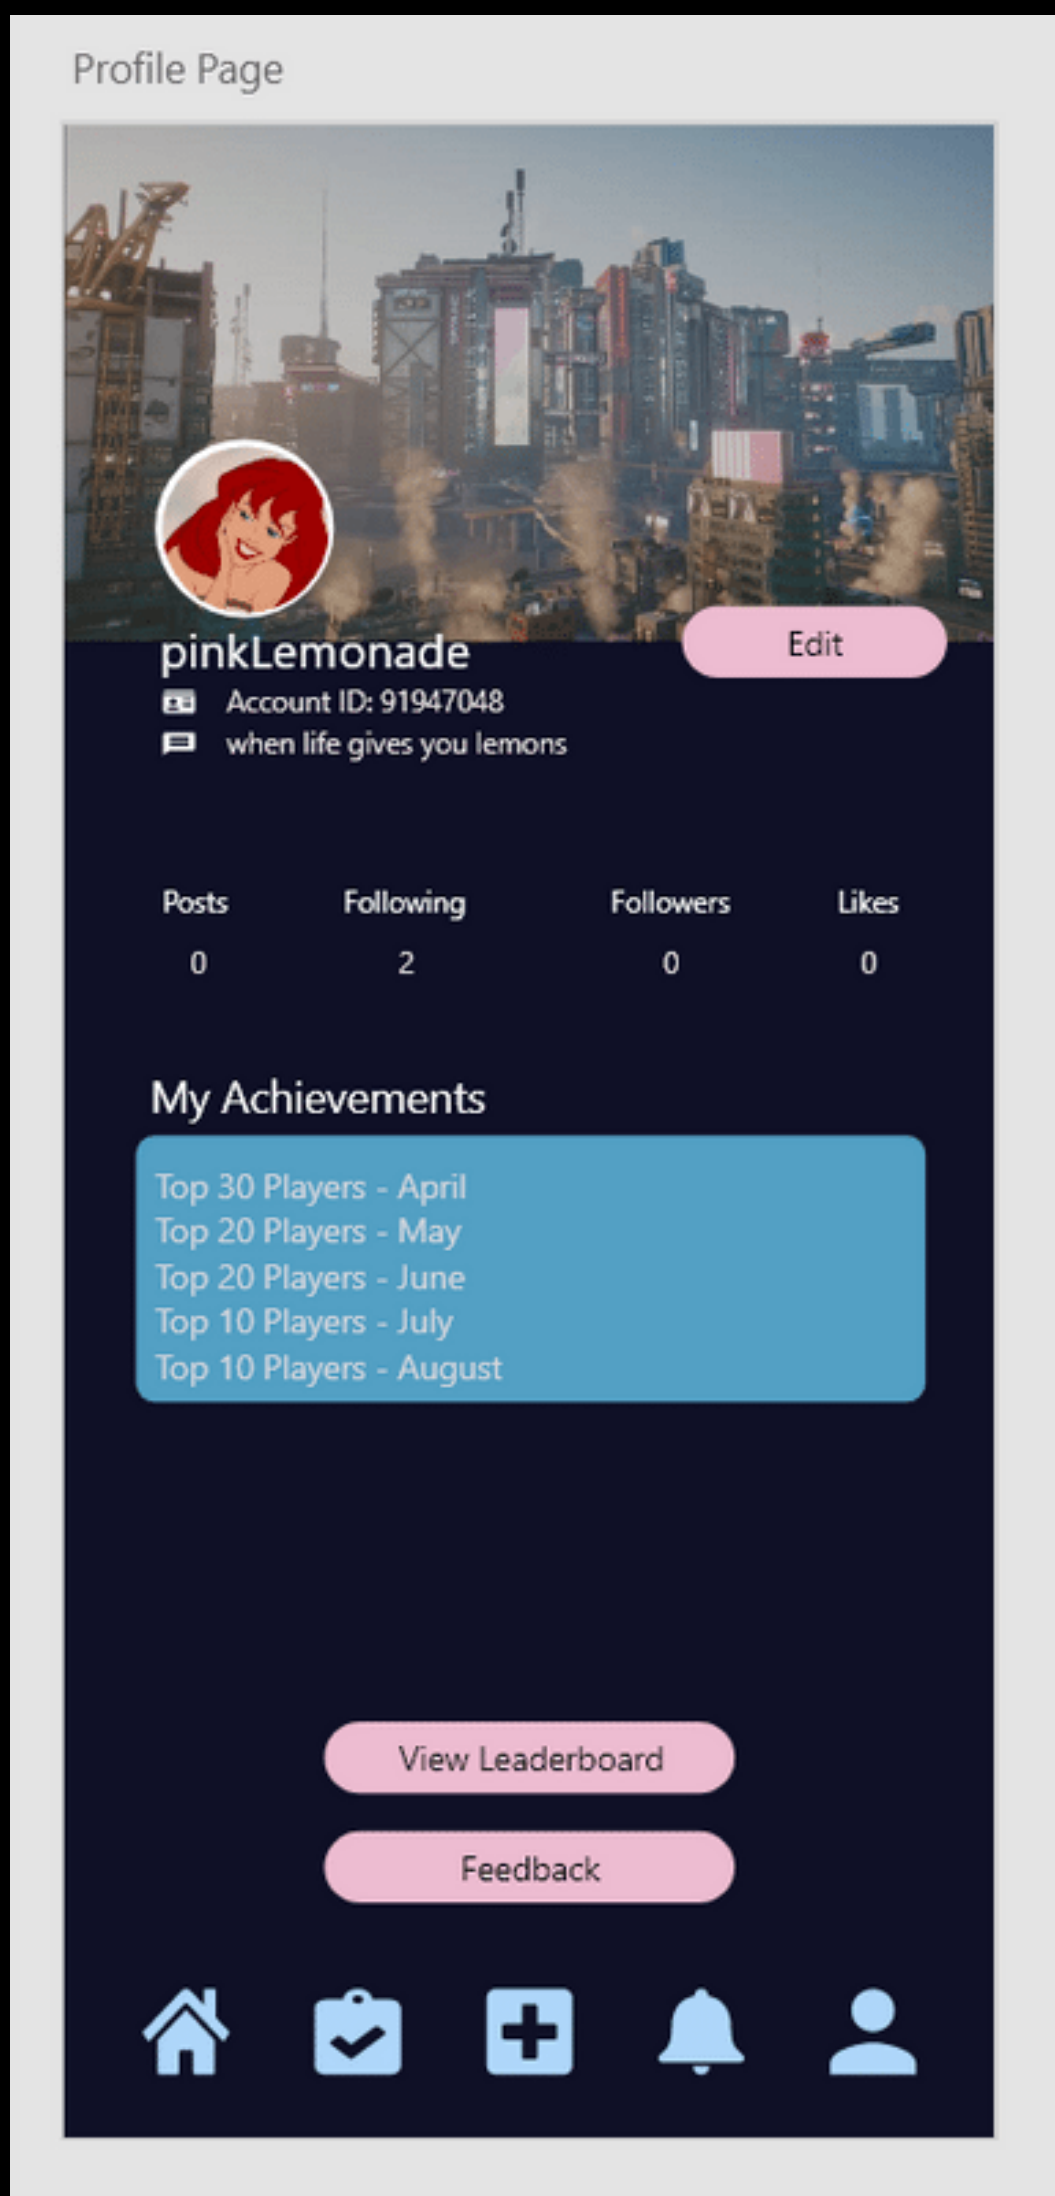 Profile Page
pinkLemonade
Edit
Account ID: 91947048
when life gives you lemons
Posts Following Followers Likes
0 2 0 0
My Achievements
Top 30 Players - April
Top 20 Players - May
Top 20 Players - June
Top 10 Players - July
Top 10 Players - August
View Leaderboard
Feedback